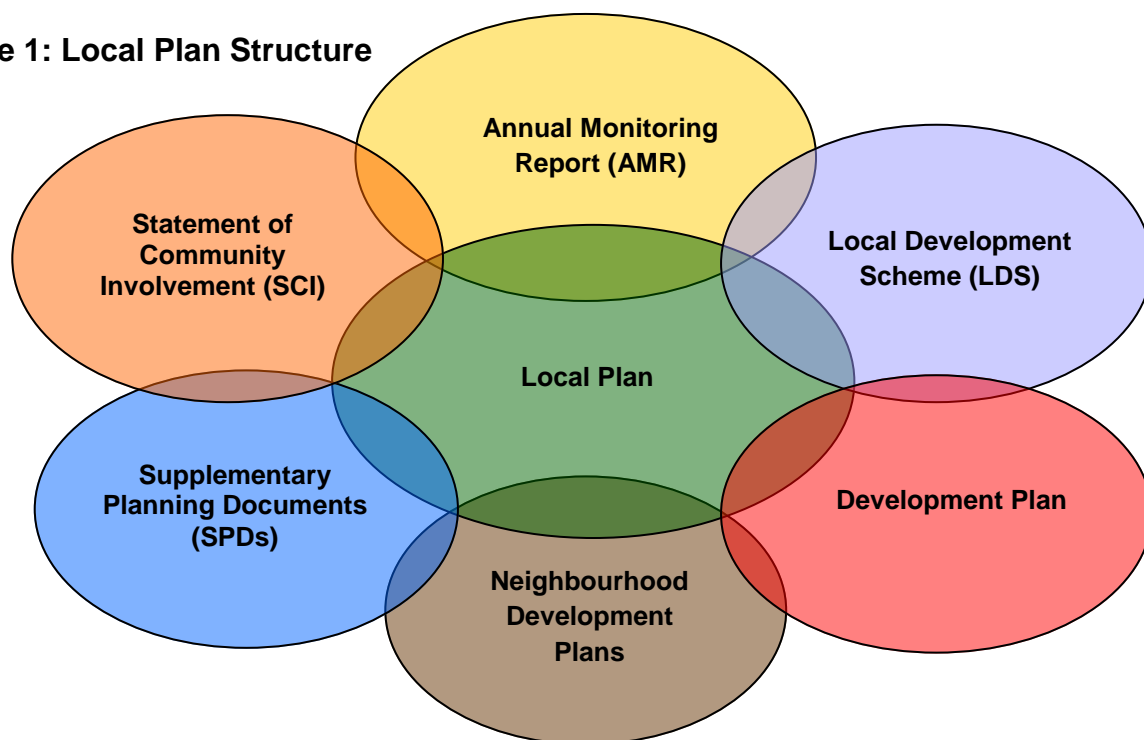 e 1: Local Plan Structure
Annual Monitoring
Report (AMR)
Statement of
Community
Involvement (SCI)
Local Development
Scheme (LDS)
Local Plan
Supplementary
Planning Documents
(SPDs)
Development Plan
Neighbourhood
Development
Plans